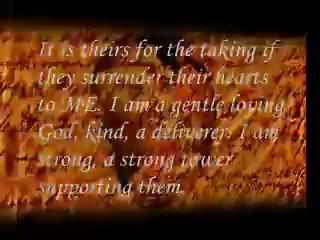 It is theirs for the taking if
they surrender their hearts
to ME. I am a gentle loving
God, kind, a deliverer. I am
strong, a strong tower
supporting them.